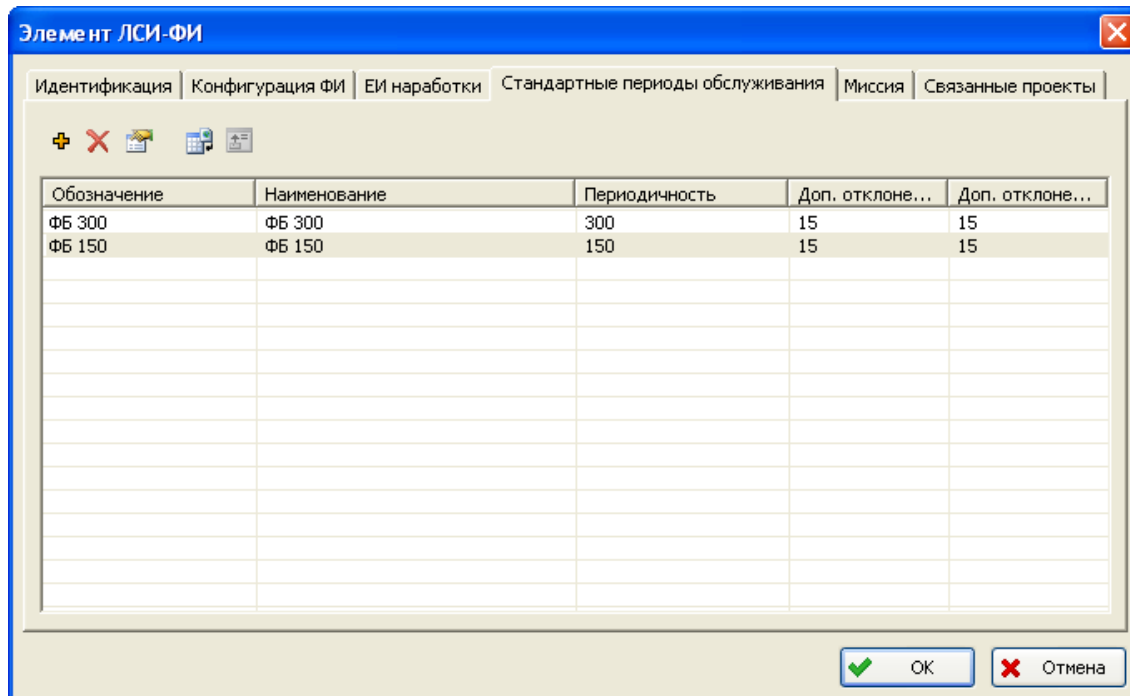 Элемент ЛСИ-ФИ
Идентификация Конфигурация ФИ ЕИ наработки Стандартные периоды обслуживания Миссия Связанные проекты
Обозначение Наименование Периодичность Доп. отклоне... Доп. отклоне...
ФБ 300 ФБ 300 300 15 15
ФБ 150 ФБ 150 150 15 15
ОК Отмена